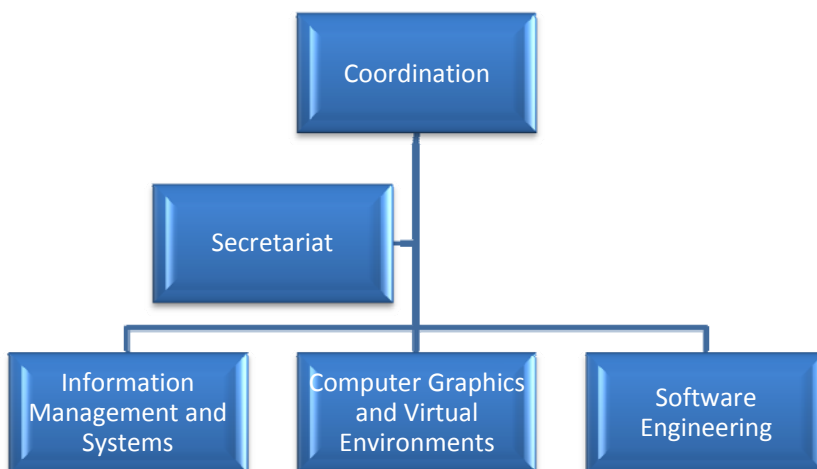 Coordination
Secretariat
Information
Management and
Systems
Computer Graphics
and Virtual
Environments
Software
Engineering